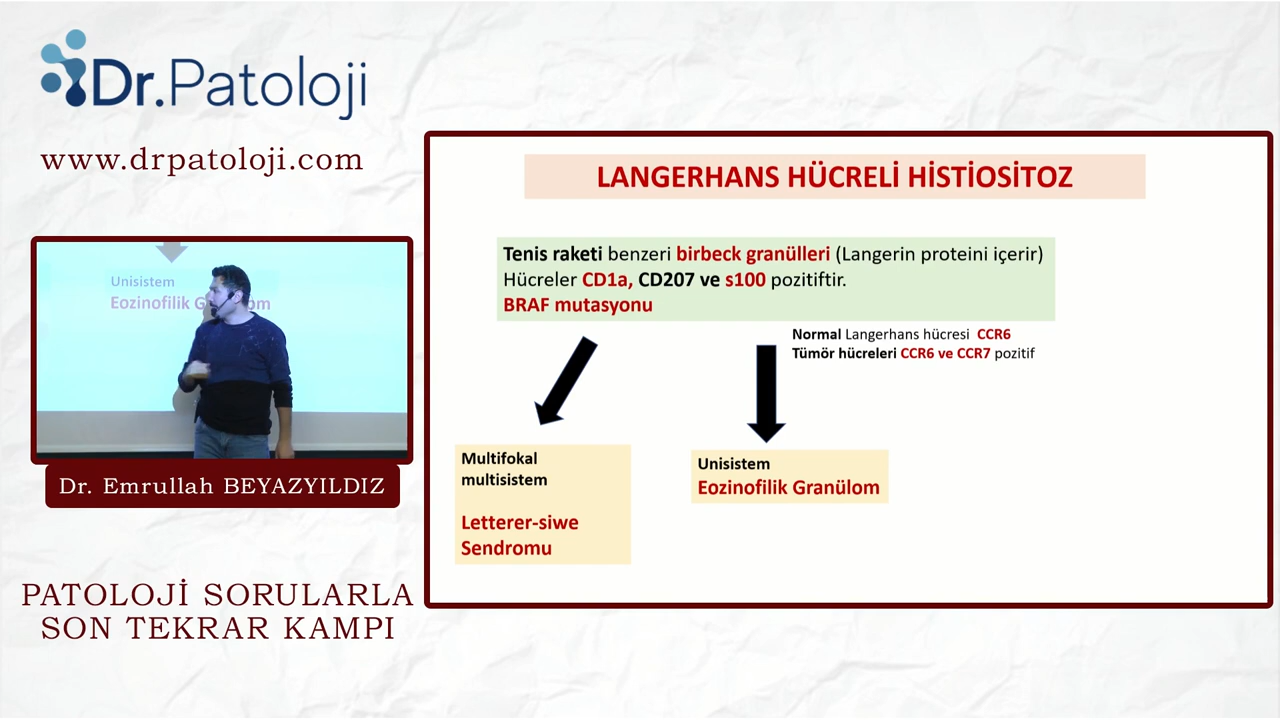 Dr.Patoloji
www.drpatoloji.com
Unisistem
Eozinofilik
Dr. Emrullah BEYAZYILDIZ
PATOLOJİ SORULARLA
SON TEKRAR KAMPI
LANGERHANS HÜCRELİ HİSTİOSİTOZ
Tenis raketi benzeri birbeck granülleri (Langerin proteini içerir)
Hücreler CD1a, CD207 ve s100 pozitiftir.
BRAF mutasyonu
Normal Langerhans hücresi CCR6
Tümör hücreleri CCR6 ve CCR7 pozitif
Multifokal
multisistem
Letterer-siwe
Sendromu
Unisistem
Eozinofilik Granülom